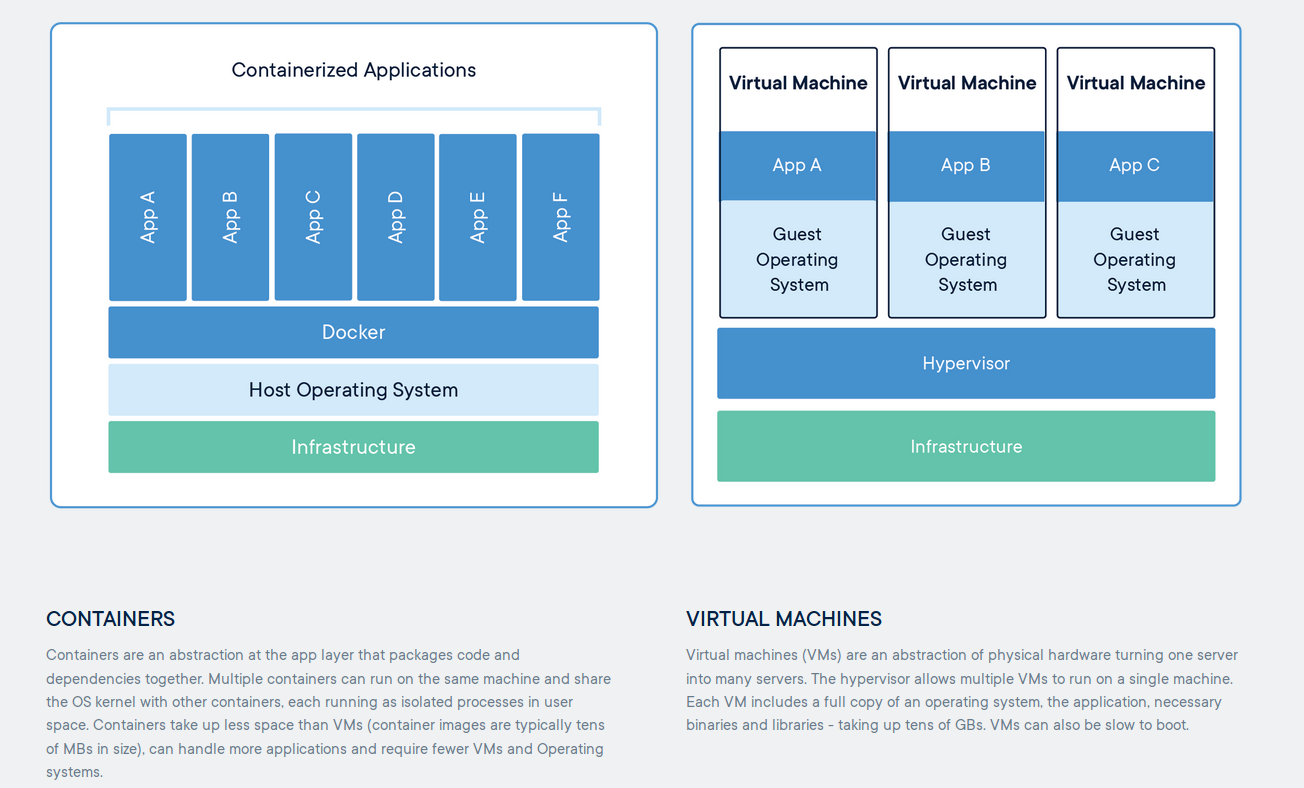 Containerized Applications
App A
App B
App C
App D
App E
App F
Docker
Host Operating System
Infrastructure
Virtual Machine
App A
Guest
Operating
System
Virtual Machine
App B
Guest
Operating
System
Virtual Machine
App C
Guest
Operating
System
Hypervisor
Infrastructure
CONTAINERS
Containers are an abstraction at the app layer that packages code and
dependencies together. Multiple containers can run on the same machine and share
the OS kernel with other containers, each running as isolated processes in user
space. Containers take up less space than VMs (container images are typically tens
of MBs in size), can handle more applications and require fewer VMs and Operating
systems.
VIRTUAL MACHINES
Virtual machines (VMs) are an abstraction of physical hardware turning one server
into many servers. The hypervisor allows multiple VMs to run on a single machine.
Each VM includes a full copy of an operating system, the application, necessary
binaries and libraries - taking up tens of GBs. VMs can also be slow to boot.